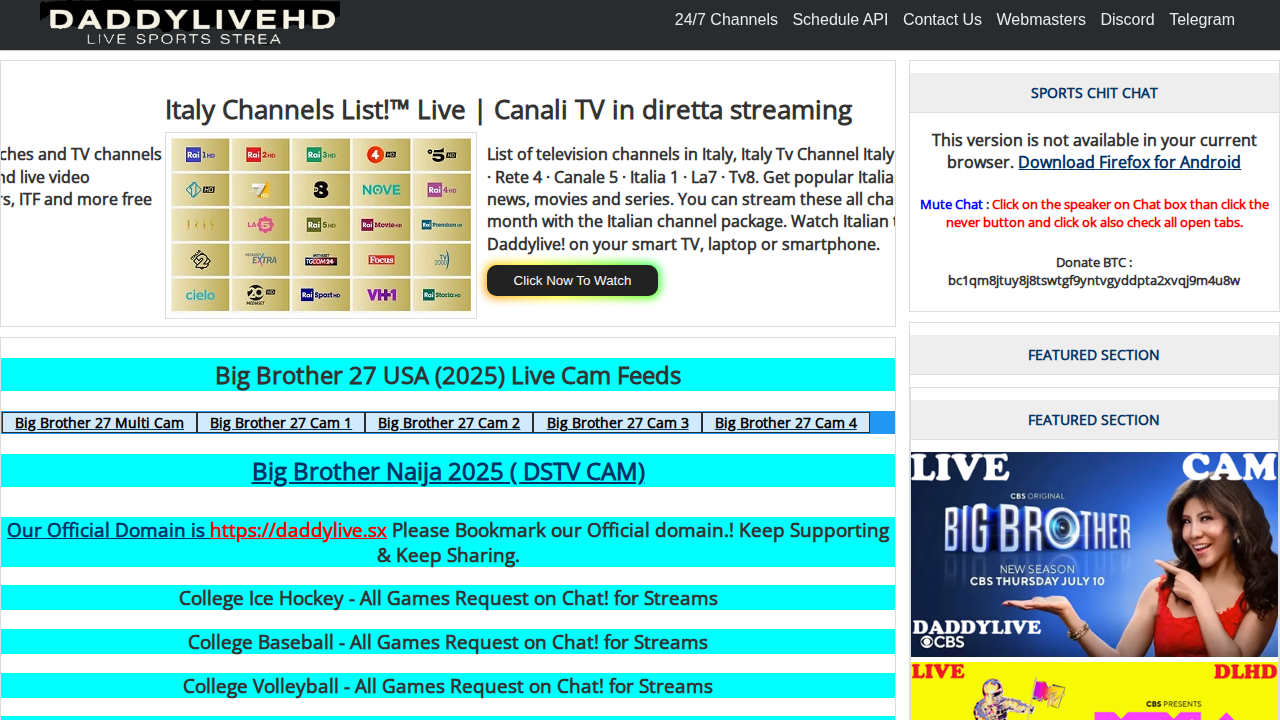 DADDYLIVEHD
LIVE SPORTS STREA
24/7 Channels Schedule API Contact Us Webmasters Discord Telegram
ches and TV channels
nd live video
rs, ITF and more free
Italy Channels List!™ Live | Canali TV in diretta streaming
Rai 1 HD Rai 2 HD Rai 3 HD 4 HD 5 HD
1 HD 7 HD 8 NOVE Rai 4 HD
IRIS LA 5 Rai 5 HD Rai Movie HD Rai Premium HD
MEDIASET EXTRA MEDIASET TGCOM24 Focus TV 2000
cielo 20 HD MEDIASET Rai Sport HD VH1 Rai Storia HD
List of television channels in Italy, Italy Tv Channel Italy
· Rete 4 · Canale 5 · Italia 1 · La7 · Tv8. Get popular Italia
news, movies and series. You can stream these all cha
month with the Italian channel package. Watch Italian t
Daddylive! on your smart TV, laptop or smartphone.
Click Now To Watch
Big Brother 27 USA (2025) Live Cam Feeds
Big Brother 27 Multi Cam Big Brother 27 Cam 1 Big Brother 27 Cam 2 Big Brother 27 Cam 3 Big Brother 27 Cam 4
Big Brother Naija 2025 ( DSTV CAM)
Our Official Domain is https://daddylive.sx Please Bookmark our Official domain.! Keep Supporting
& Keep Sharing.
College Ice Hockey - All Games Request on Chat! for Streams
College Baseball - All Games Request on Chat! for Streams
College Volleyball - All Games Request on Chat! for Streams
SPORTS CHIT CHAT
This version is not available in your current
browser. Download Firefox for Android
Mute Chat : Click on the speaker on Chat box than click the
never button and click ok also check all open tabs.
Donate BTC :
bc1qm8jtuy8j8tswtgf9yntvgyddpta2xvqj9m4u8w
FEATURED SECTION
FEATURED SECTION
LIVE CAM
CBS ORIGINAL
BIG BROTHER
NEW SEASON
CBS THURSDAY JULY 10
DADDYLIVE
CBS
LIVE DLHD
CBS PRESENTS